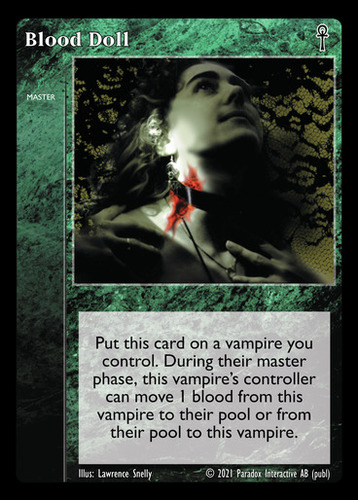 Blood Doll
MASTER
Put this card on a vampire you
control. During their master
phase, this vampire's controller
can move 1 blood from this
vampire to their pool or from
their pool to this vampire.
Illus: Lawrence Snelly © 2021 Paradox Interactive AB (publ)